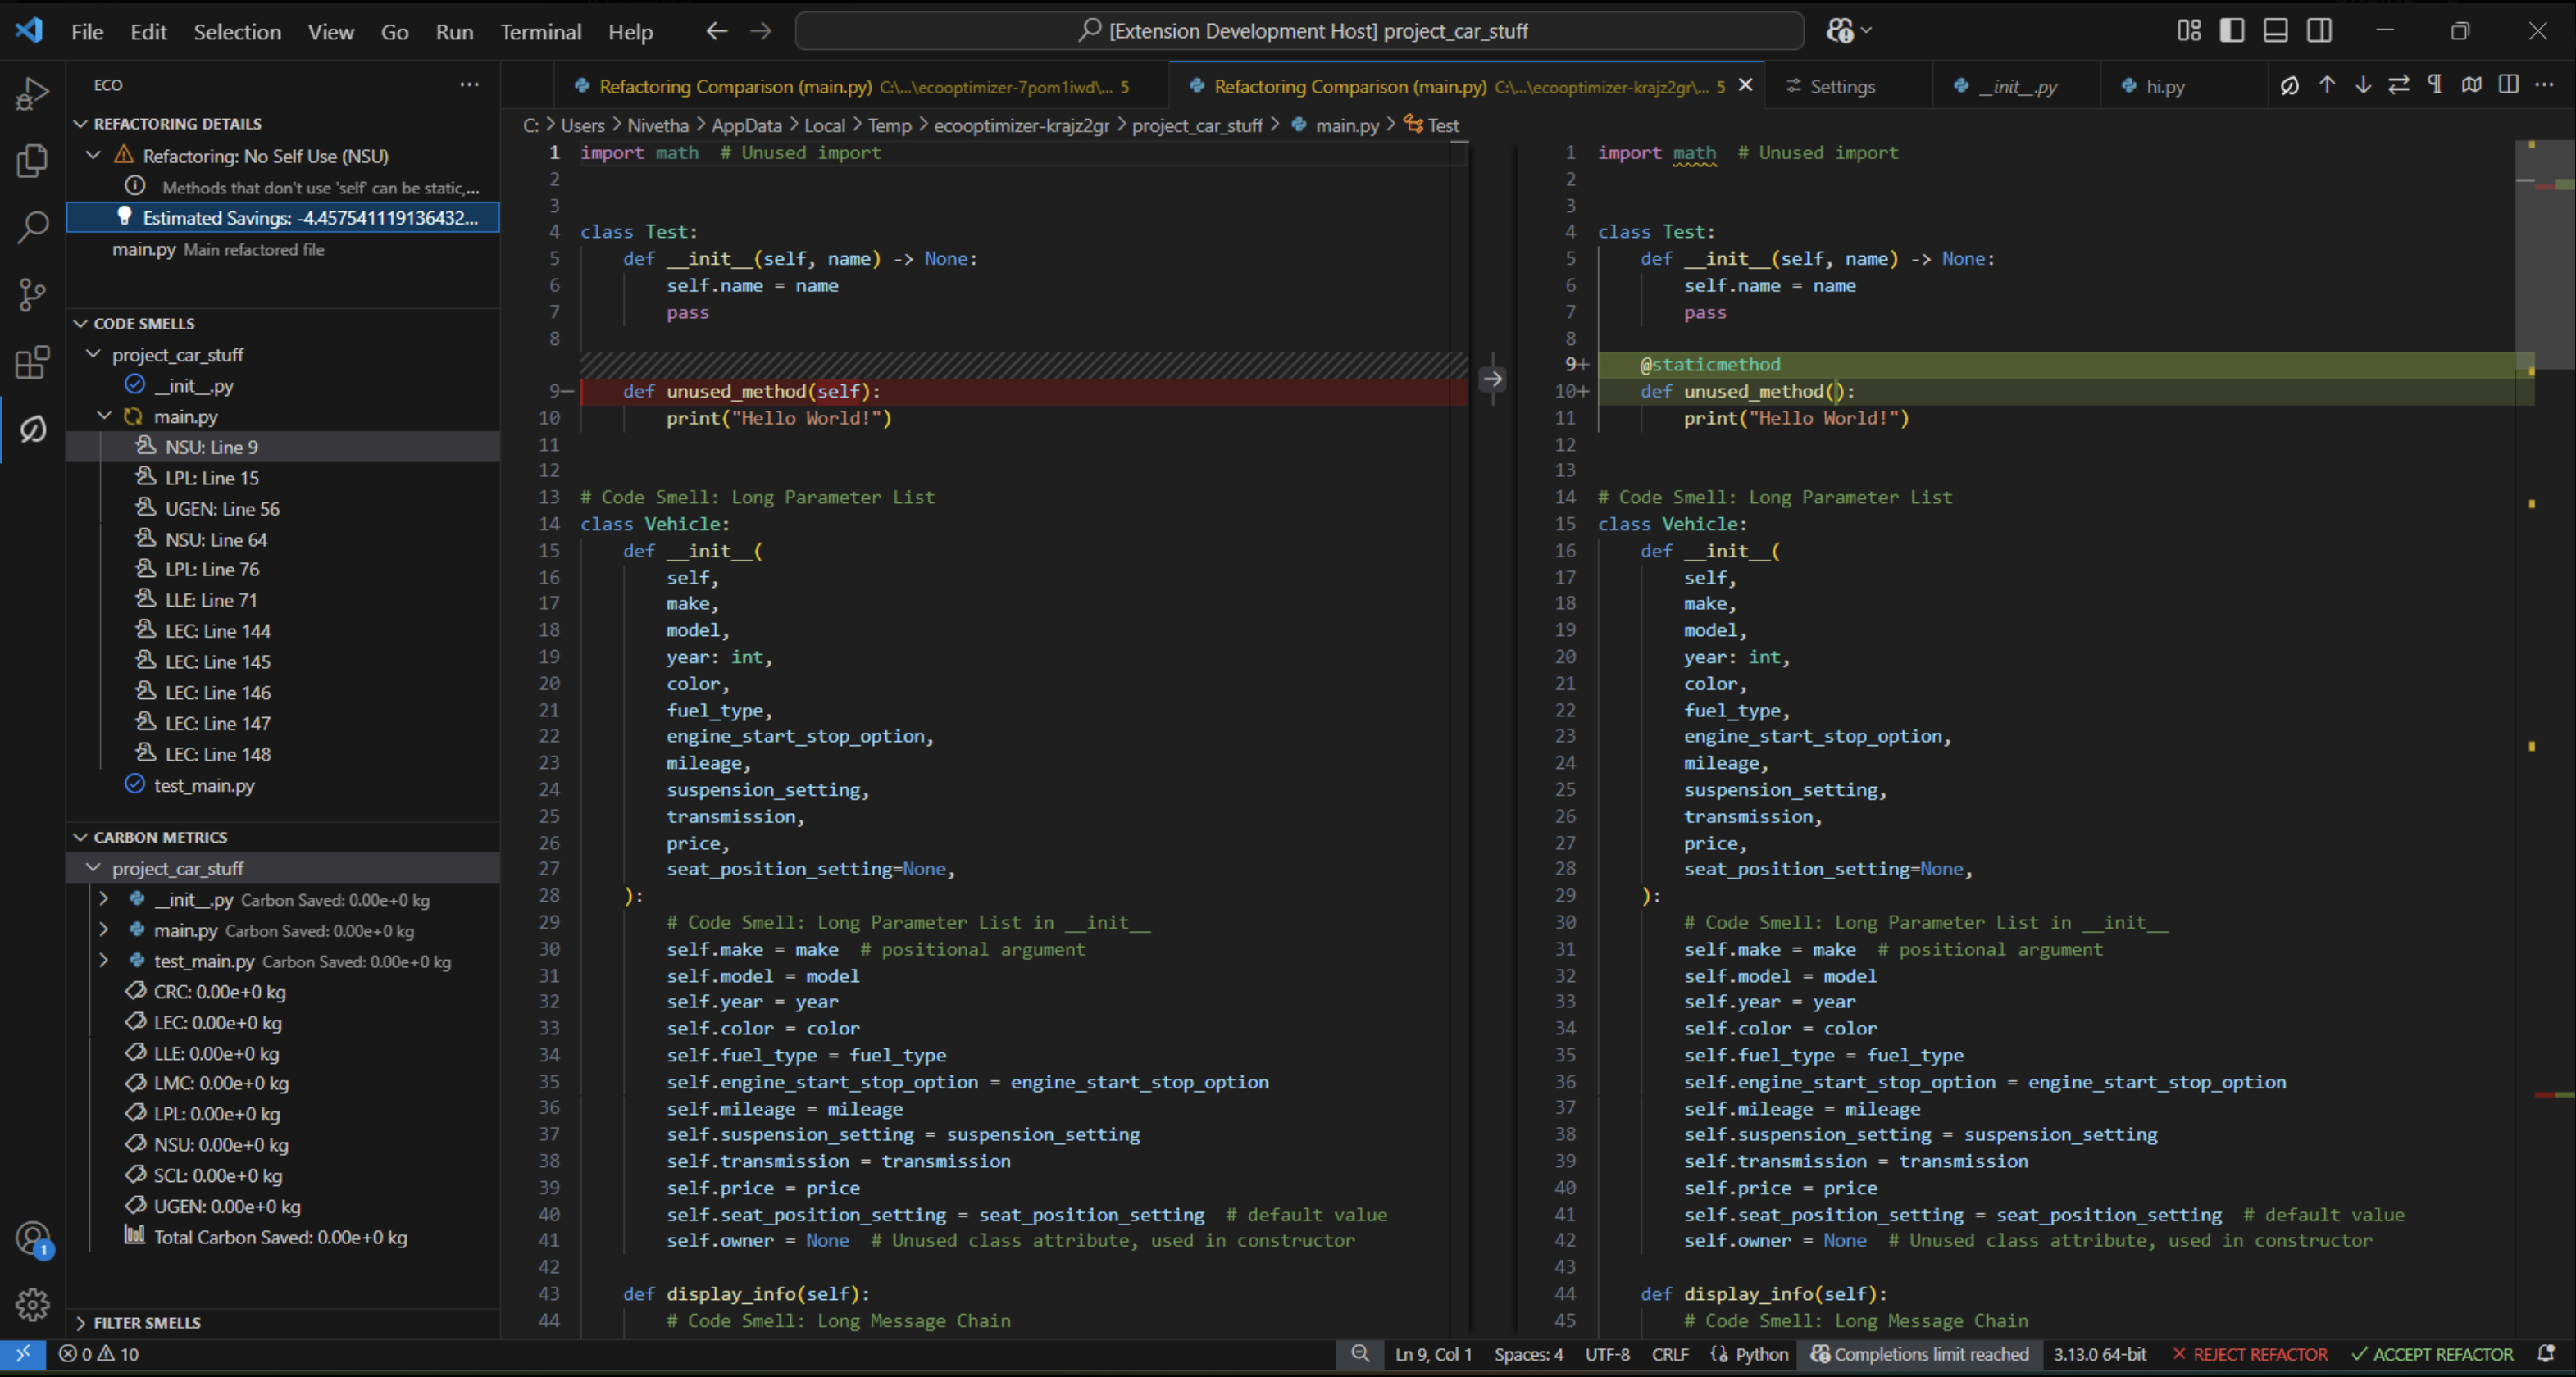 File Edit Selection View Go Run Terminal Help [Extension Development Host] project_car_stuff
ECO
REFACTORING DETAILS
Refactoring: No Self Use (NSU)
Methods that don't use 'self' can be static,...
Estimated Savings: -4.457541119136432...
main.py Main refactored file
CODE SMELLS
project_car_stuff
__init__.py
main.py
NSU: Line 9
LPL: Line 15
UGEN: Line 56
NSU: Line 64
LPL: Line 76
LLE: Line 71
LEC: Line 144
LEC: Line 145
LEC: Line 146
LEC: Line 147
LEC: Line 148
test_main.py
CARBON METRICS
project_car_stuff
__init__.py Carbon Saved: 0.00e+0 kg
main.py Carbon Saved: 0.00e+0 kg
test_main.py Carbon Saved: 0.00e+0 kg
CRC: 0.00e+0 kg
LEC: 0.00e+0 kg
LLE: 0.00e+0 kg
LMC: 0.00e+0 kg
LPL: 0.00e+0 kg
NSU: 0.00e+0 kg
SCL: 0.00e+0 kg
UGEN: 0.00e+0 kg
Total Carbon Saved: 0.00e+0 kg
FILTER SMELLS
1
Refactoring Comparison (main.py) C:\...\ecooptimizer-7pom1iwd\... 5 Refactoring Comparison (main.py) C:\...\ecooptimizer-krajz2gr\... 5 Settings __init__.py hi.py
C: > Users > Nivetha > AppData > Local > Temp > ecooptimizer-krajz2gr > project_car_stuff > main.py > Test
1 import math # Unused import
2
3
4 class Test:
5 def __init__(self, name) -> None:
6 self.name = name
7 pass
8
9− def unused_method(self):
10 print("Hello World!")
11
12
13 # Code Smell: Long Parameter List
14 class Vehicle:
15 def __init__(
16 self,
17 make,
18 model,
19 year: int,
20 color,
21 fuel_type,
22 engine_start_stop_option,
23 mileage,
24 suspension_setting,
25 transmission,
26 price,
27 seat_position_setting=None,
28 ):
29 # Code Smell: Long Parameter List in __init__
30 self.make = make # positional argument
31 self.model = model
32 self.year = year
33 self.color = color
34 self.fuel_type = fuel_type
35 self.engine_start_stop_option = engine_start_stop_option
36 self.mileage = mileage
37 self.suspension_setting = suspension_setting
38 self.transmission = transmission
39 self.price = price
40 self.seat_position_setting = seat_position_setting # default value
41 self.owner = None # Unused class attribute, used in constructor
42
43 def display_info(self):
44 # Code Smell: Long Message Chain
1 import math # Unused import
2
3
4 class Test:
5 def __init__(self, name) -> None:
6 self.name = name
7 pass
8
9+ @staticmethod
10+ def unused_method():
11 print("Hello World!")
12
13
14 # Code Smell: Long Parameter List
15 class Vehicle:
16 def __init__(
17 self,
18 make,
19 model,
20 year: int,
21 color,
22 fuel_type,
23 engine_start_stop_option,
24 mileage,
25 suspension_setting,
26 transmission,
27 price,
28 seat_position_setting=None,
29 ):
30 # Code Smell: Long Parameter List in __init__
31 self.make = make # positional argument
32 self.model = model
33 self.year = year
34 self.color = color
35 self.fuel_type = fuel_type
36 self.engine_start_stop_option = engine_start_stop_option
37 self.mileage = mileage
38 self.suspension_setting = suspension_setting
39 self.transmission = transmission
40 self.price = price
41 self.seat_position_setting = seat_position_setting # default value
42 self.owner = None # Unused class attribute, used in constructor
43
44 def display_info(self):
45 # Code Smell: Long Message Chain
0 10 Ln 9, Col 1 Spaces: 4 UTF-8 CRLF Python Completions limit reached 3.13.0 64-bit REJECT REFACTOR ACCEPT REFACTOR